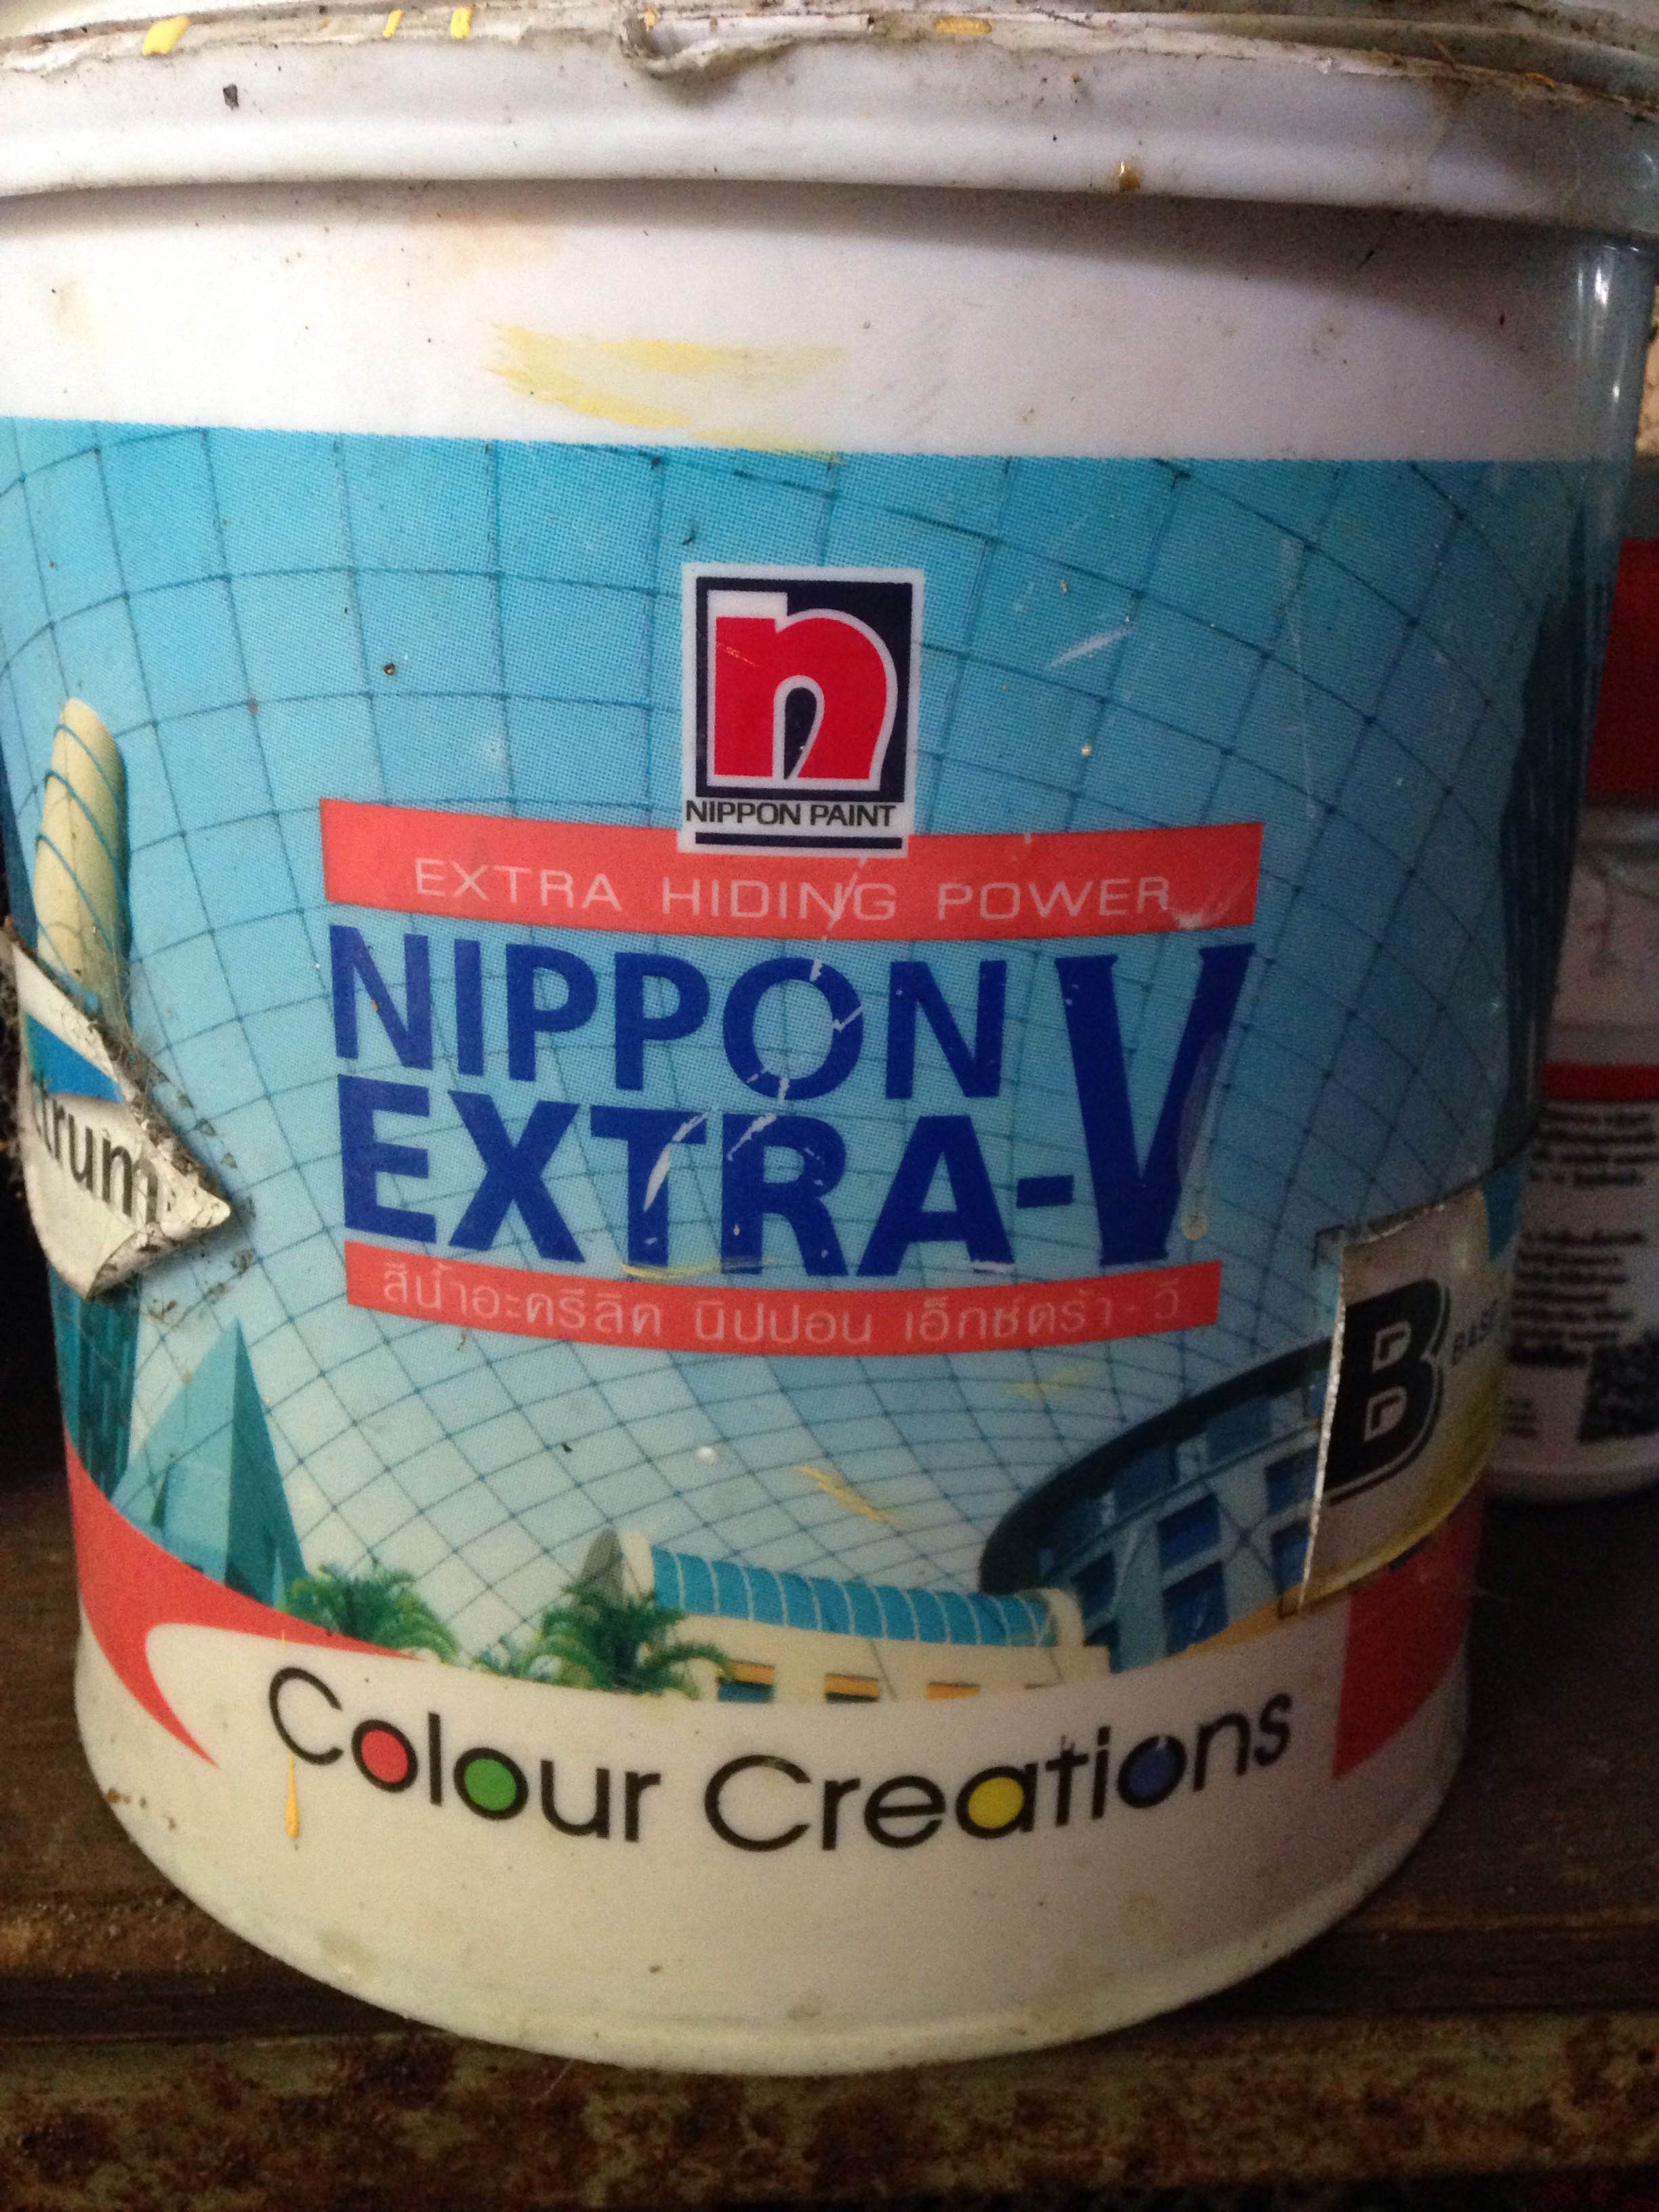 n
NIPPON PAINT
EXTRA HIDING POWER
NIPPON
EXTRA-V
สีน้ำอะครีลิค นิปปอน เอ็กซ์ตร้า - วี
trum
B BASE
Colour Creations